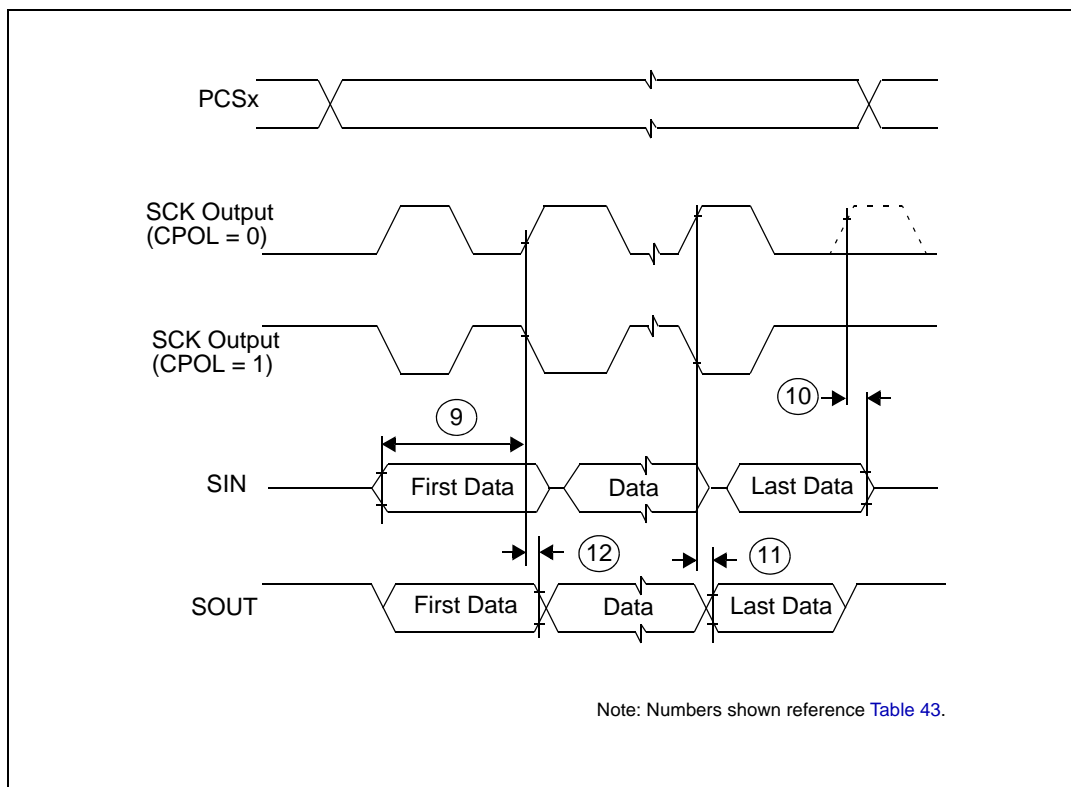 PCSx
SCK Output
(CPOL = 0)
SCK Output
(CPOL = 1)
10
9
SIN
First Data
Data
Last Data
12
11
SOUT
First Data
Data
Last Data
Note: Numbers shown reference Table 43.